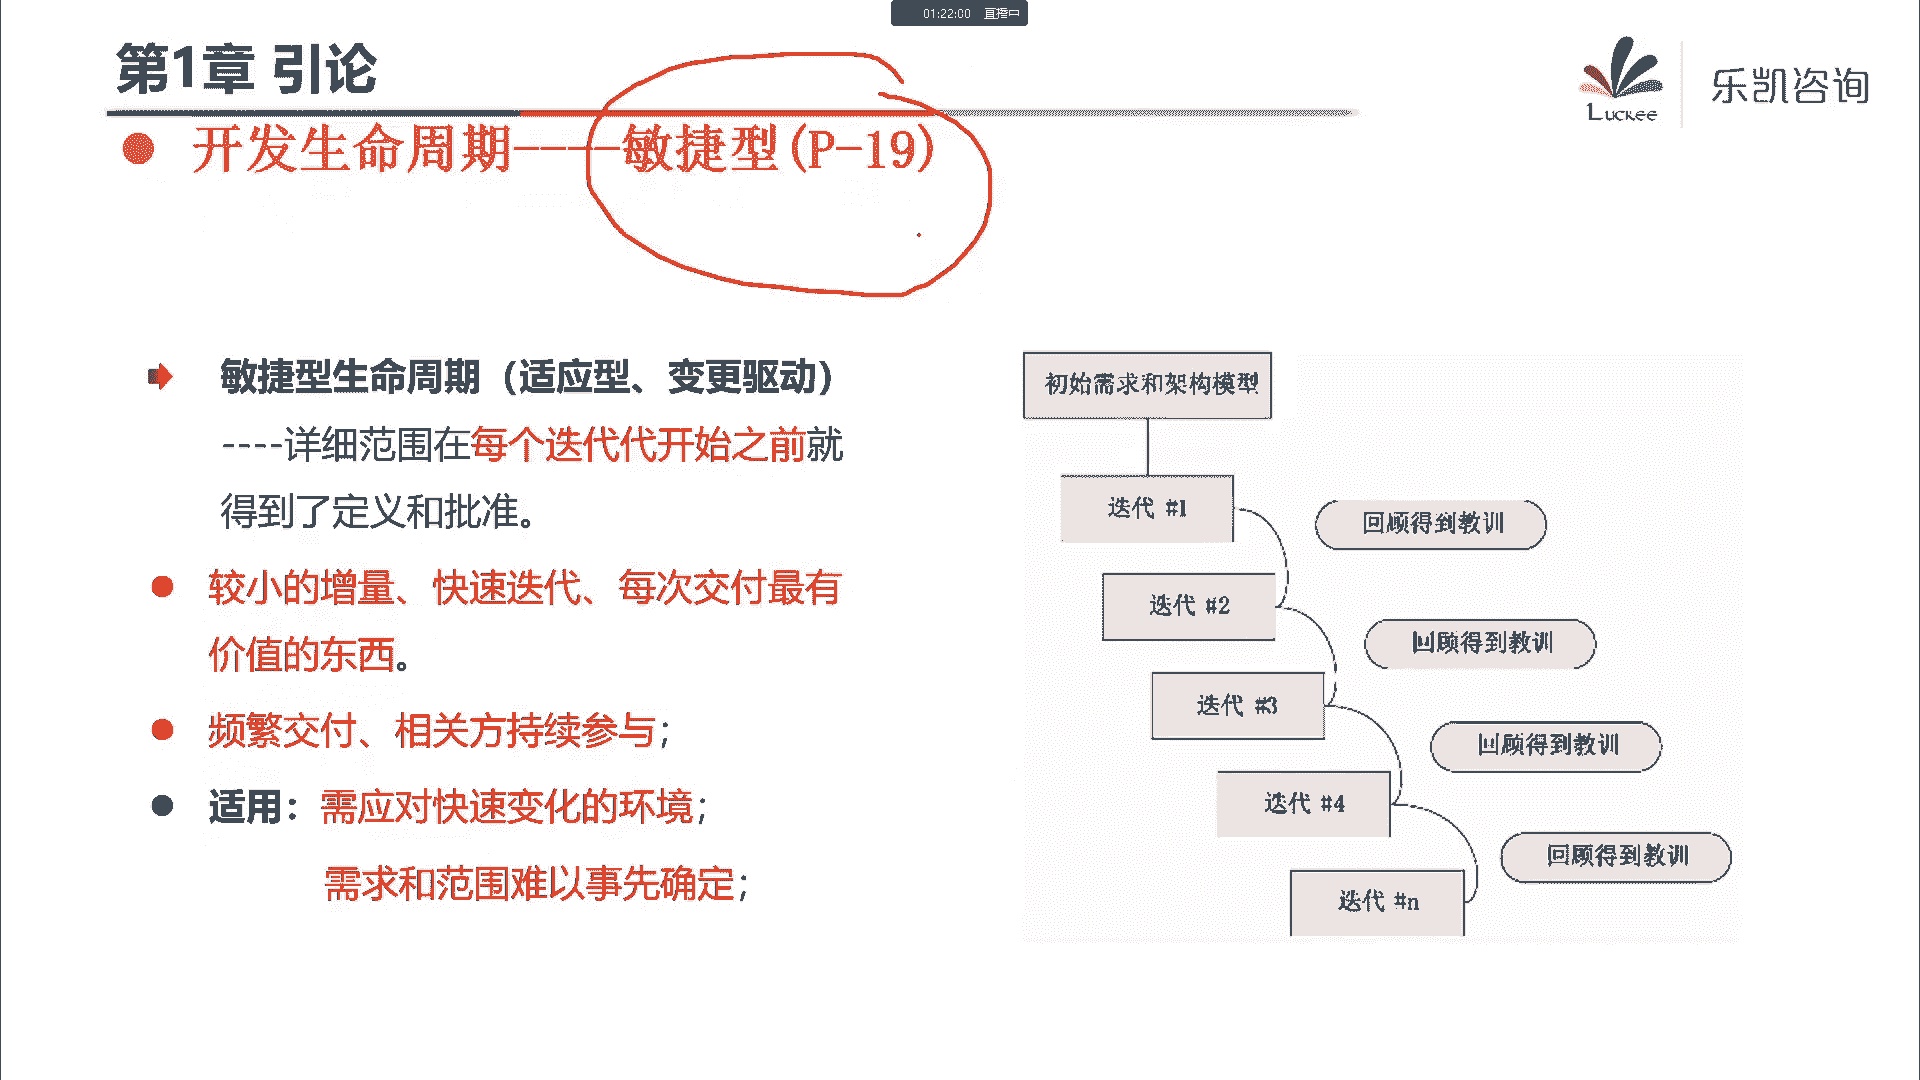 01:22:00 直播中
第1章 引论
Luckee
乐凯咨询
开发生命周期----敏捷型(P-19)
敏捷型生命周期（适应型、变更驱动）
----详细范围在每个迭代代开始之前就
得到了定义和批准。
较小的增量、快速迭代、每次交付最有
价值的东西。
频繁交付、相关方持续参与；
适用：需应对快速变化的环境；
需求和范围难以事先确定；
初始需求和架构模型
迭代 #1
回顾得到教训
迭代 #2
回顾得到教训
迭代 #3
回顾得到教训
迭代 #4
回顾得到教训
迭代 #n